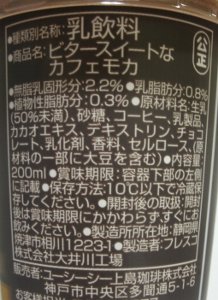 ●種類別名称:乳飲料
●商品名:ビタースイートな
カフェモカ
公正
●無脂乳固形分:2.2% ●乳脂肪分:0.8%
●植物性脂肪分:0.3% ●原材料名:生乳
(50%未満)、砂糖、コーヒー、乳製品、
カカオエキス、デキストリン、チョコ
レート、乳化剤、香料、セルロース、(原
材料の一部に大豆を含む) ●内容量:
200ml ●賞味期限:容器下部の左側
に記載 ●保存方法:10℃以下で冷蔵保
存してください。●開封後の取扱:開封
後は賞味期限にかかわらず、すぐにお
飲みください。●製造所所在地:静岡県
焼津市相川1223-1 ●製造者:フレスコ
株式会社大井川工場
●販売者:ユーシーシー上島珈琲株式会社
神戸市中央区多聞通5-1-6